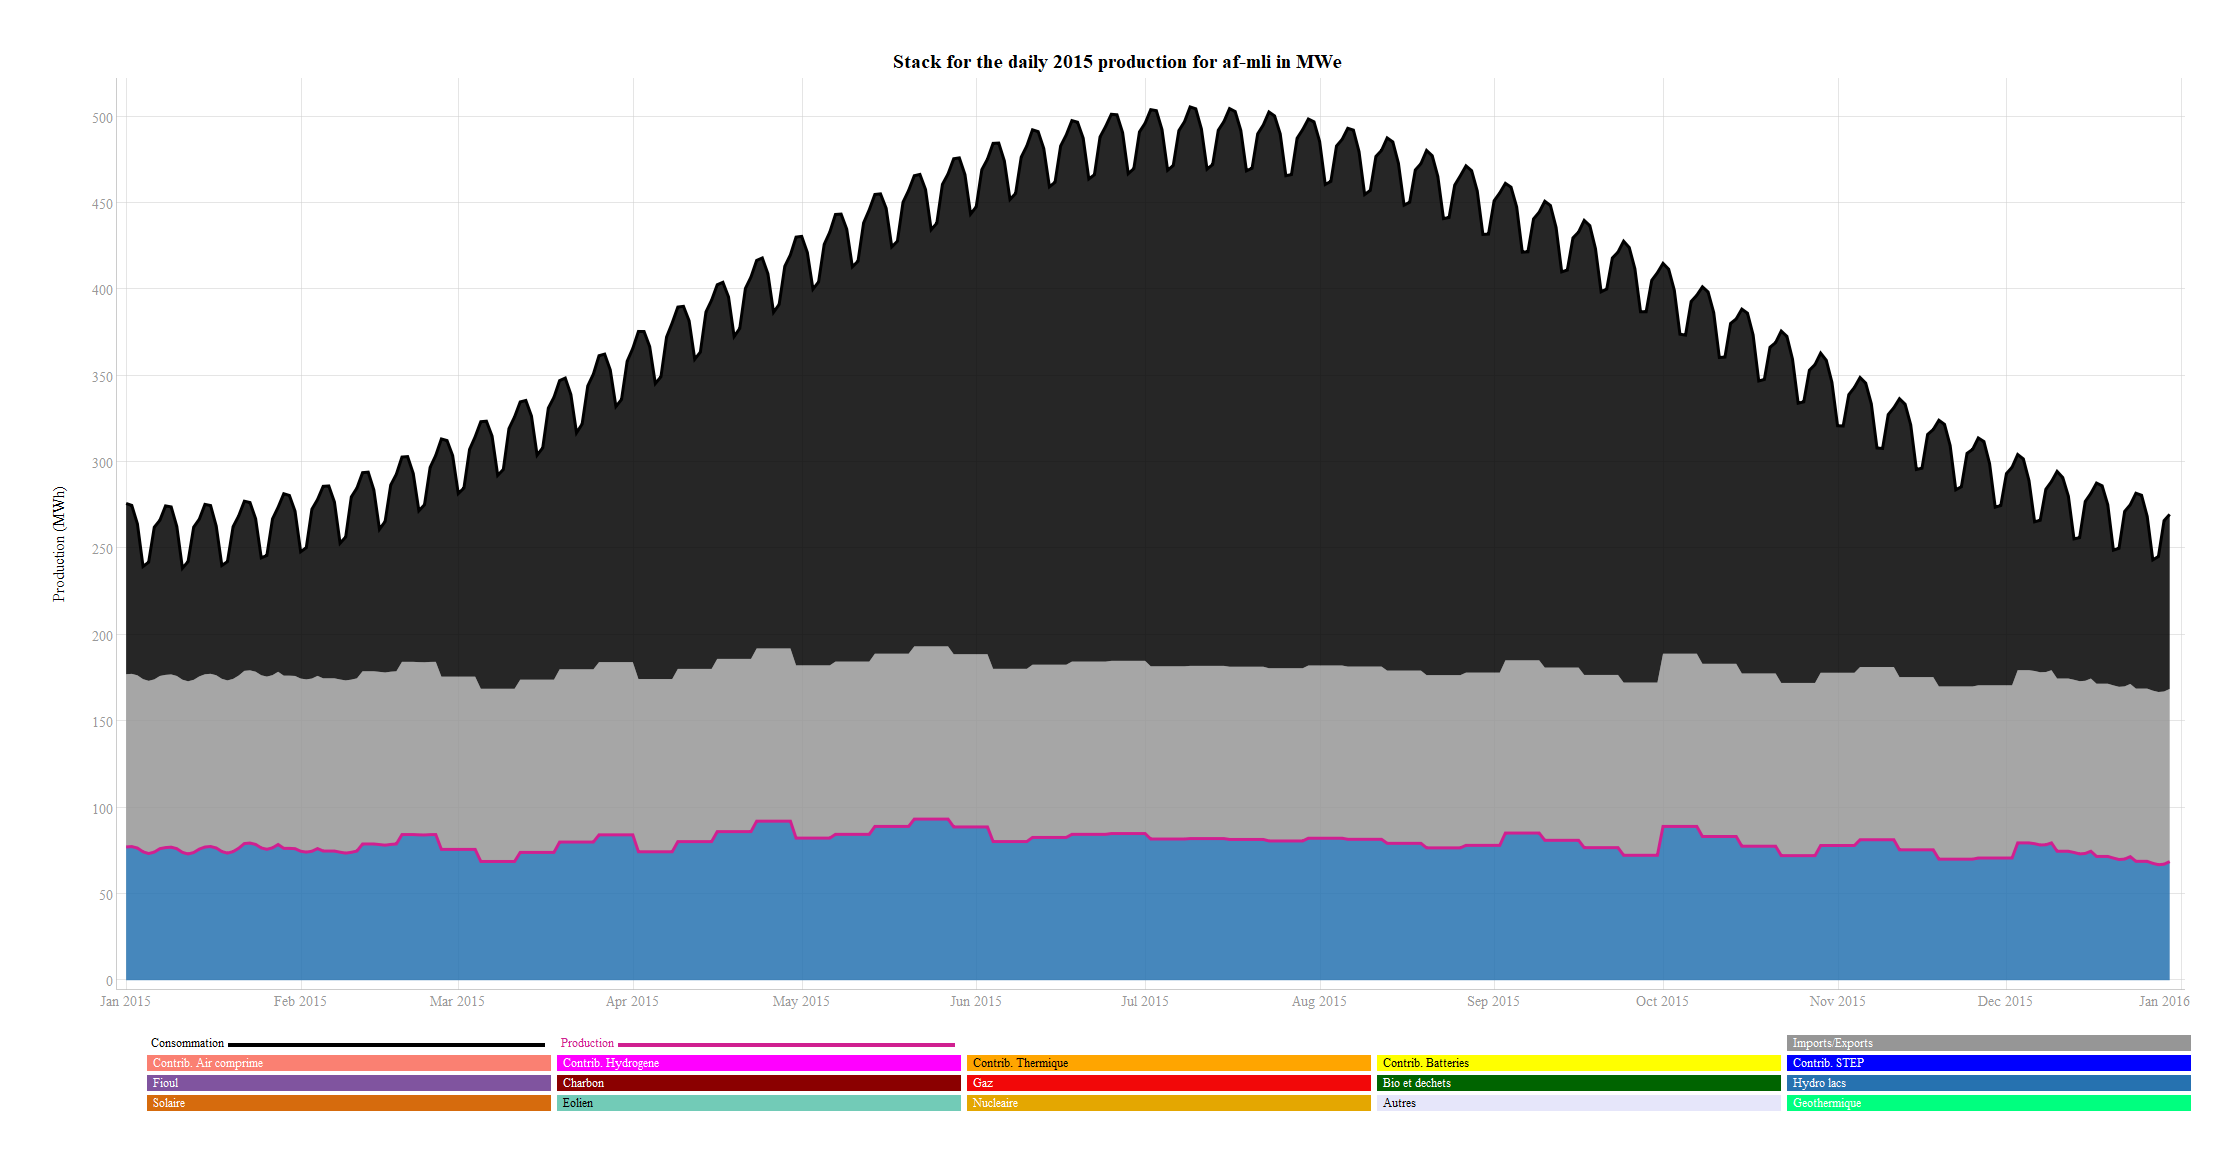 Stack for the daily 2015 production for af-mli in MWe
500
450
400
350
300
250
200
150
100
50
0
Production (MWh)
Jan 2015 Feb 2015 Mar 2015 Apr 2015 May 2015 Jun 2015 Jul 2015 Aug 2015 Sep 2015 Oct 2015 Nov 2015 Dec 2015 Jan 2016
Consommation Production Imports/Exports
Contrib. Air comprime Contrib. Hydrogene Contrib. Thermique Contrib. Batteries Contrib. STEP
Fioul Charbon Gaz Bio et dechets Hydro lacs
Solaire Eolien Nucleaire Autres Geothermique